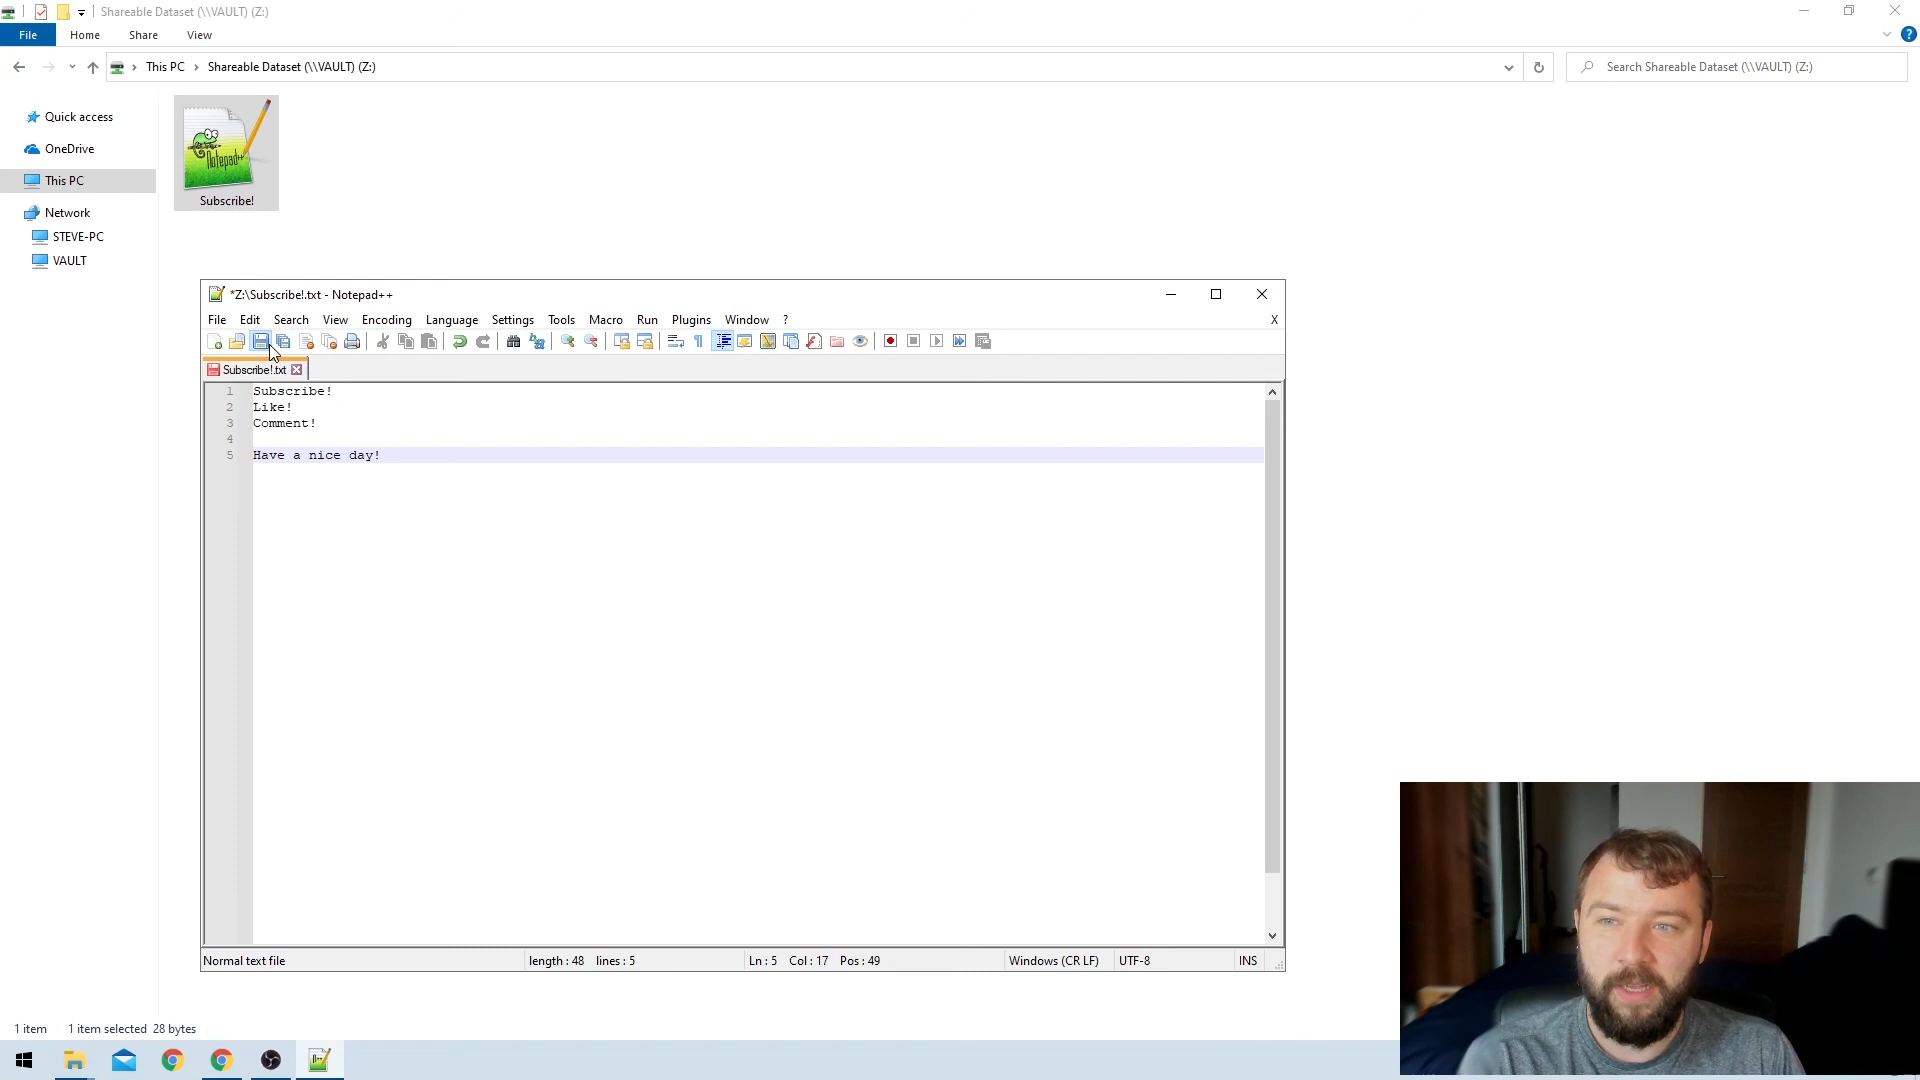 Shareable Dataset (\\VAULT) (Z:)
File Home Share View
This PC Shareable Dataset (\\VAULT) (Z:) Search Shareable Dataset (\\VAULT) (Z:)
Quick access
OneDrive
This PC
Network
STEVE-PC
VAULT
Notepad++
Subscribe!
*Z:\Subscribe!.txt - Notepad++
File Edit Search View Encoding Language Settings Tools Macro Run Plugins Window ? X
Subscribe!.txt
1 Subscribe!
2 Like!
3 Comment!
4
5 Have a nice day!
Normal text file length : 48 lines : 5 Ln : 5 Col : 17 Pos : 49 Windows (CR LF) UTF-8 INS
1 item 1 item selected 28 bytes